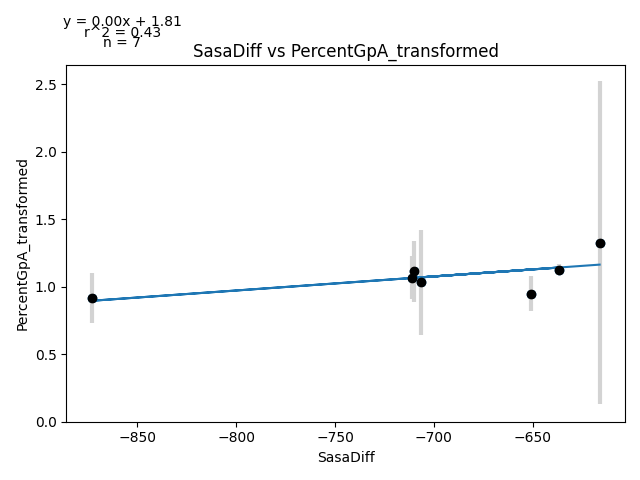 y = 0.00x + 1.81
r^2 = 0.43
n = 7
SasaDiff vs PercentGpA_transformed
PercentGpA_transformed
2.5
2.0
1.5
1.0
0.5
0.0
−850
−800
−750
−700
−650
SasaDiff